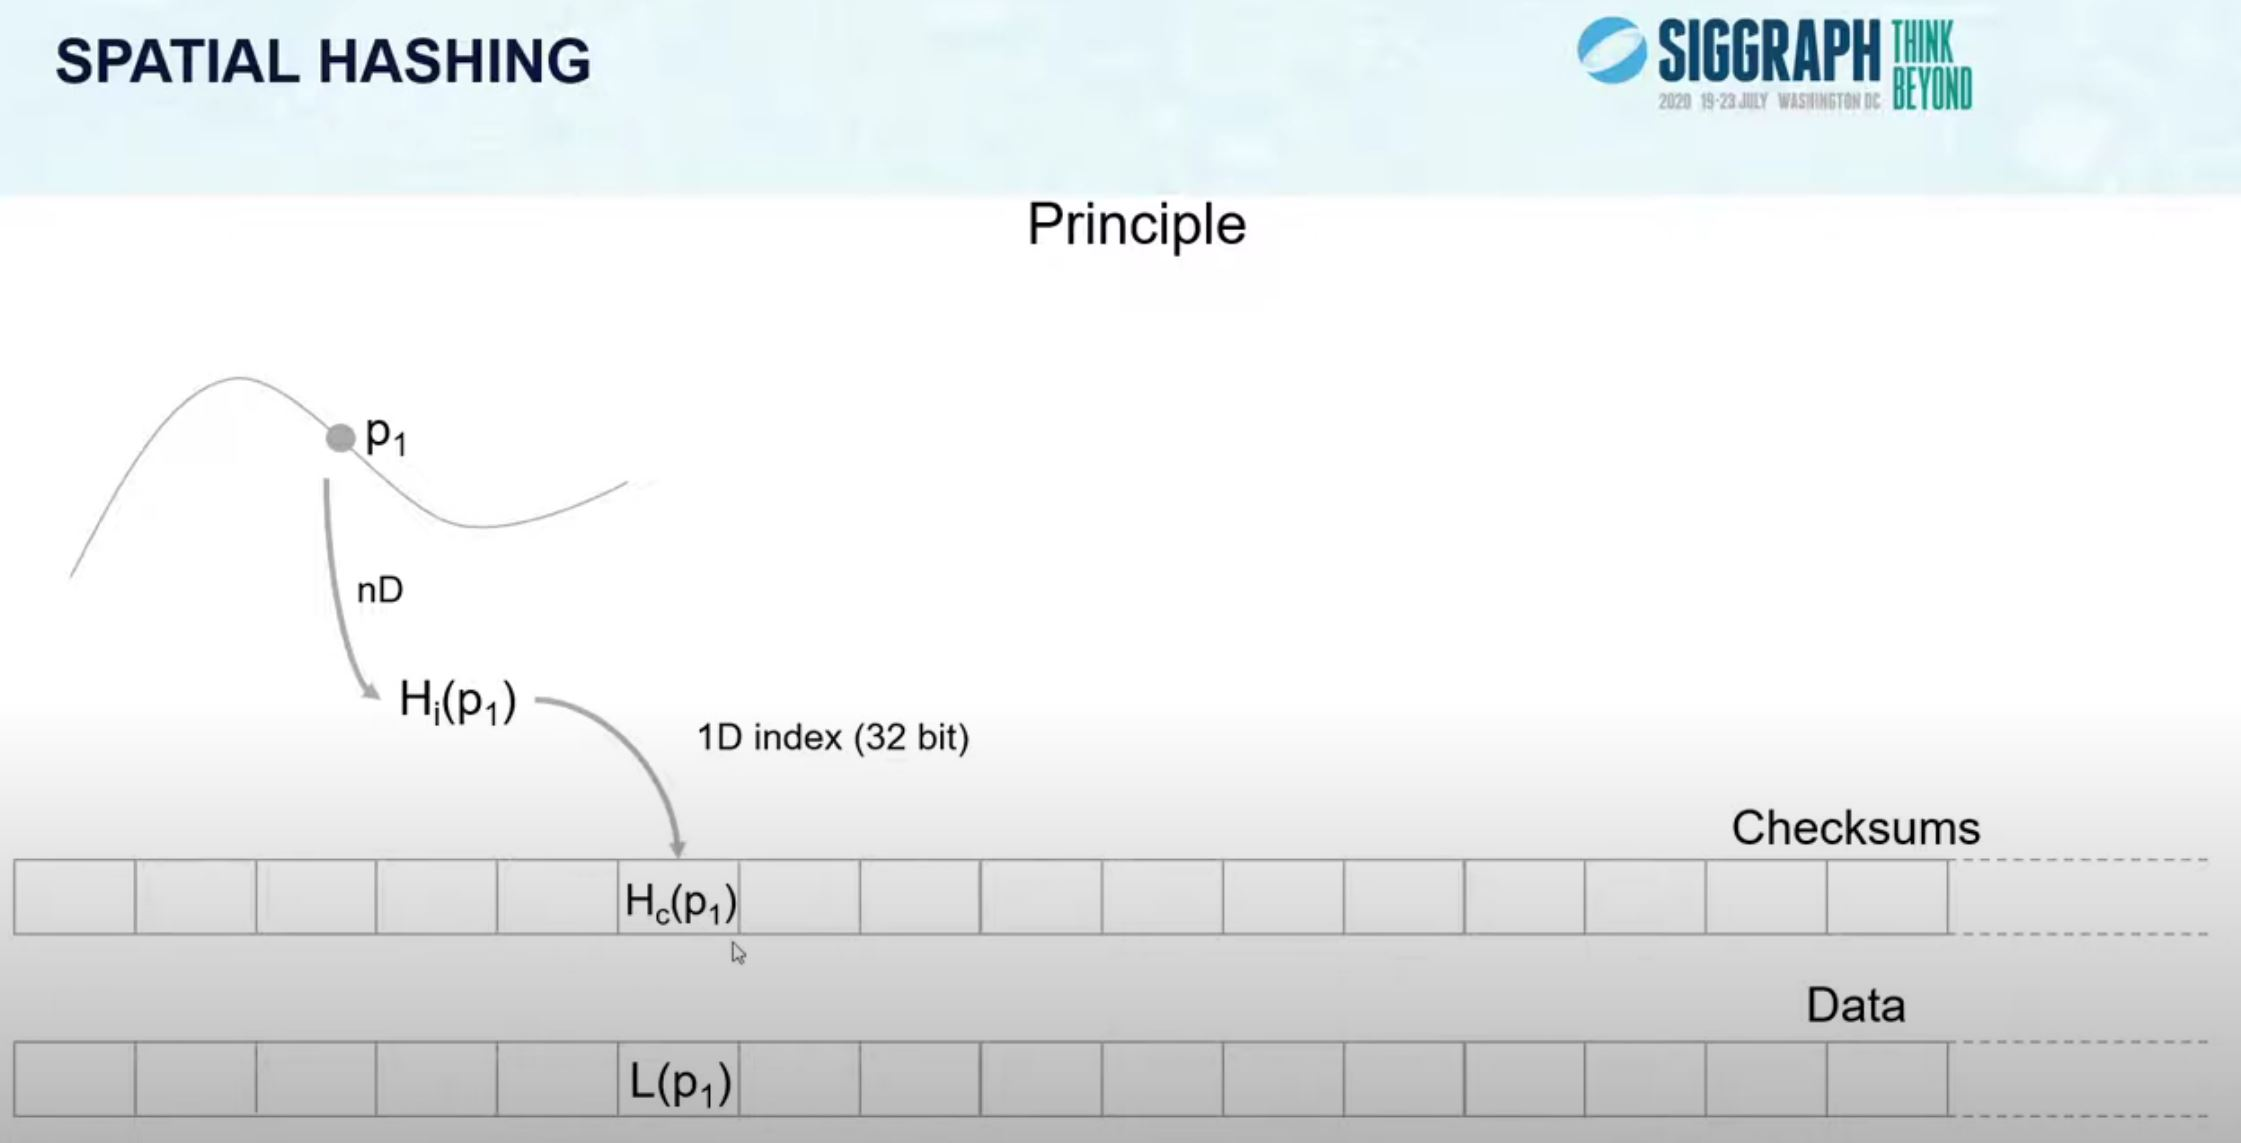 SPATIAL HASHING
SIGGRAPH THINK BEYOND
2020 19-23 JULY WASHINGTON DC
Principle
p₁
nD
Hᵢ(p₁)
1D index (32 bit)
Checksums
H꜀(p₁)
Data
L(p₁)